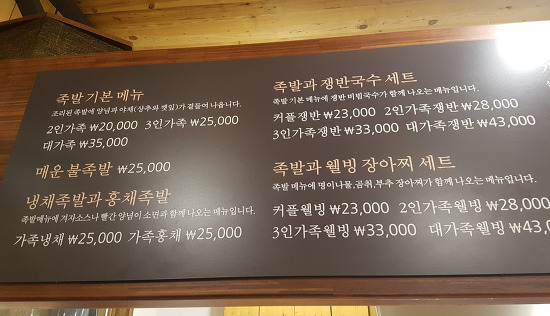 족발 기본 메뉴
조리된 족발에 양념과 야채(상추와 깻잎)가 곁들여 나옵니다.
2인가족 ₩20,000 3인가족 ₩25,000
대가족 ₩35,000
매운 불족발 ₩25,000
냉채족발과 홍채족발
족발메뉴에 겨자소스나 빨간 양념이 소면과 함께 나오는 메뉴입니다.
가족냉채 ₩25,000 가족홍채 ₩25,000
족발과 쟁반국수 세트
족발 기본 메뉴에 쟁반 비빔국수가 함께 나오는 메뉴입니다.
커플쟁반 ₩23,000 2인가족쟁반 ₩28,000
3인가족쟁반 ₩33,000 대가족쟁반 ₩43,000
족발과 웰빙 장아찌 세트
족발 메뉴에 명이나물,곰취,부추 장아찌가 함께 나오는 메뉴입니다.
커플웰빙 ₩23,000 2인가족웰빙 ₩28,000
3인가족웰빙 ₩33,000 대가족웰빙 ₩43,0